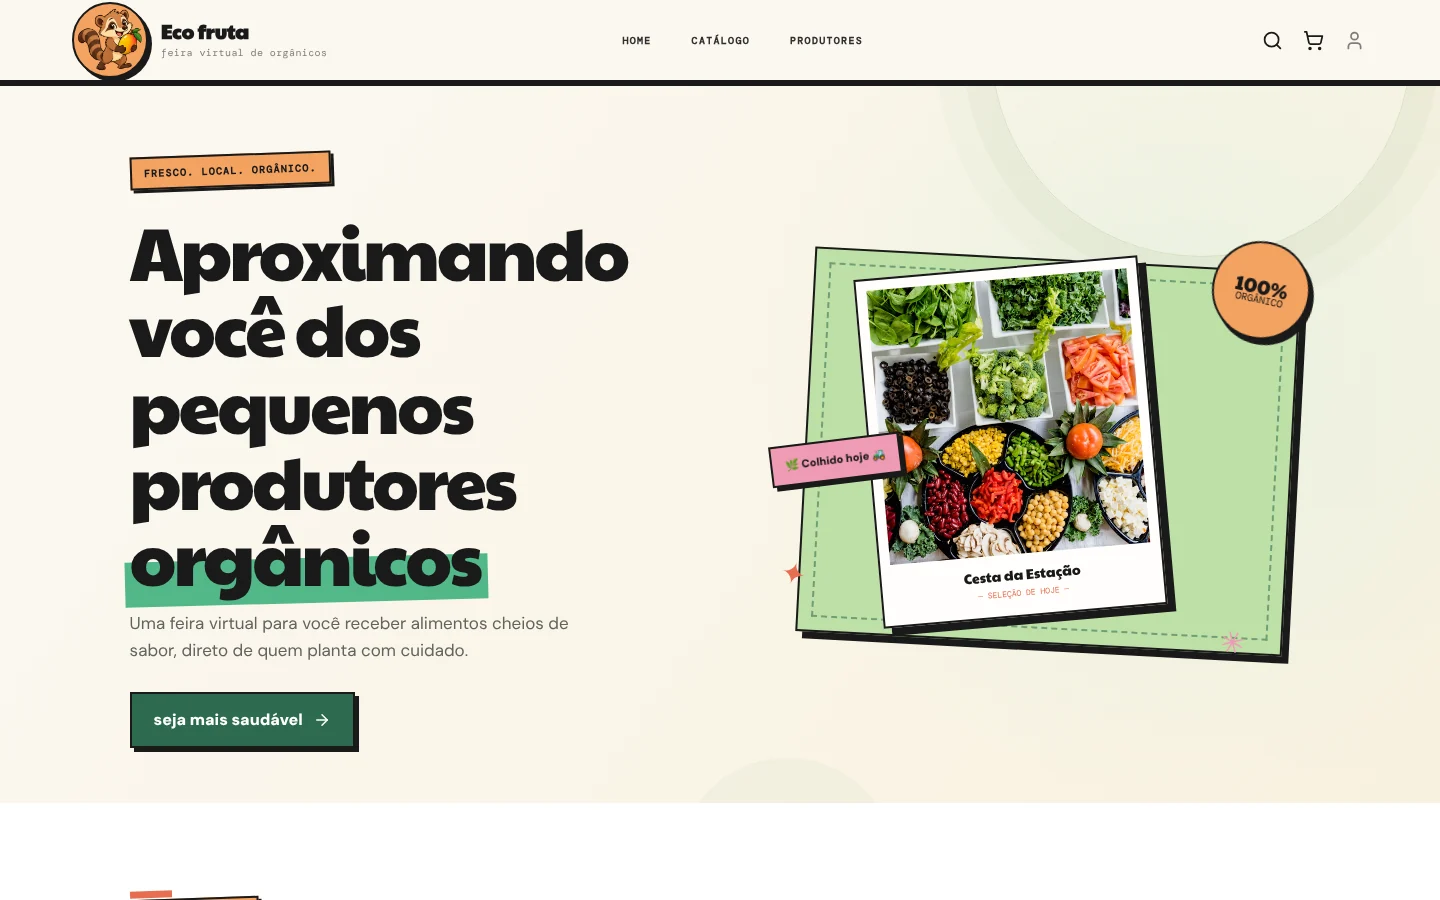 Eco fruta
feira virtual de orgânicos
HOME
CATÁLOGO
PRODUTORES
FRESCO. LOCAL. ORGÂNICO.
Aproximando
você dos
pequenos
produtores
orgânicos
Uma feira virtual para você receber alimentos cheios de
sabor, direto de quem planta com cuidado.
seja mais saudável →
100%
ORGÂNICO
🌿 Colhido hoje 🚜
Cesta da Estação
— SELEÇÃO DE HOJE —